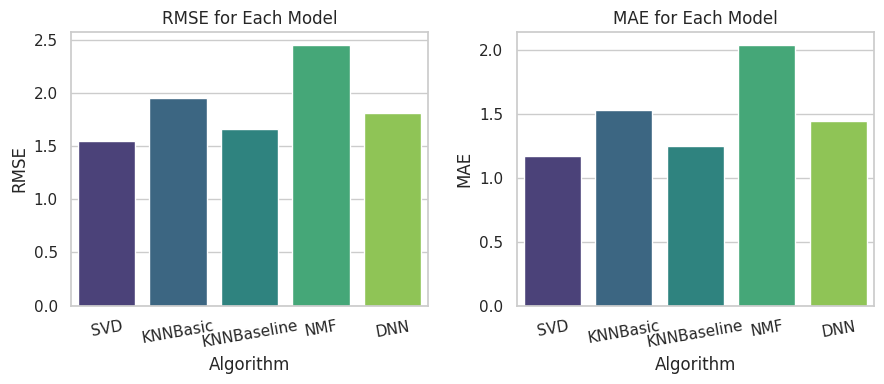 RMSE for Each Model
RMSE
2.5
2.0
1.5
1.0
0.5
0.0
SVD
KNNBasic
KNNBaseline
NMF
DNN
Algorithm
MAE for Each Model
MAE
2.0
1.5
1.0
0.5
0.0
SVD
KNNBasic
KNNBaseline
NMF
DNN
Algorithm